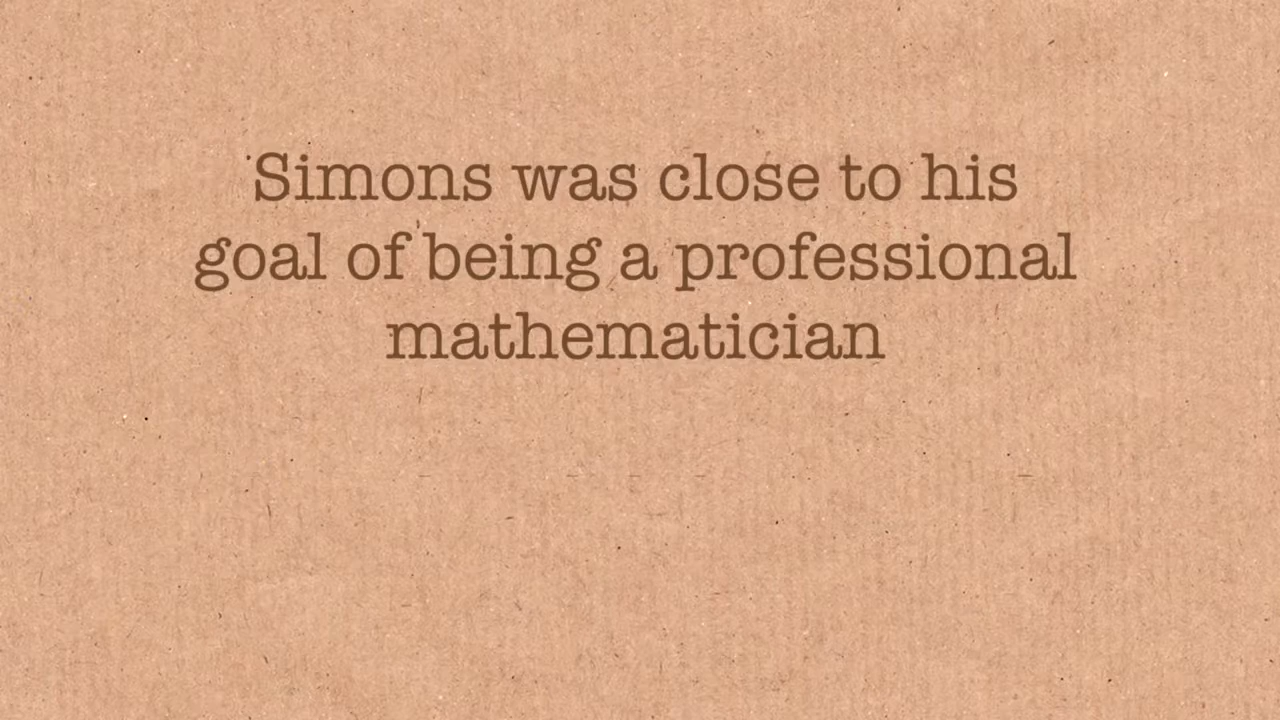 Simons was close to his
goal of being a professional
mathematician